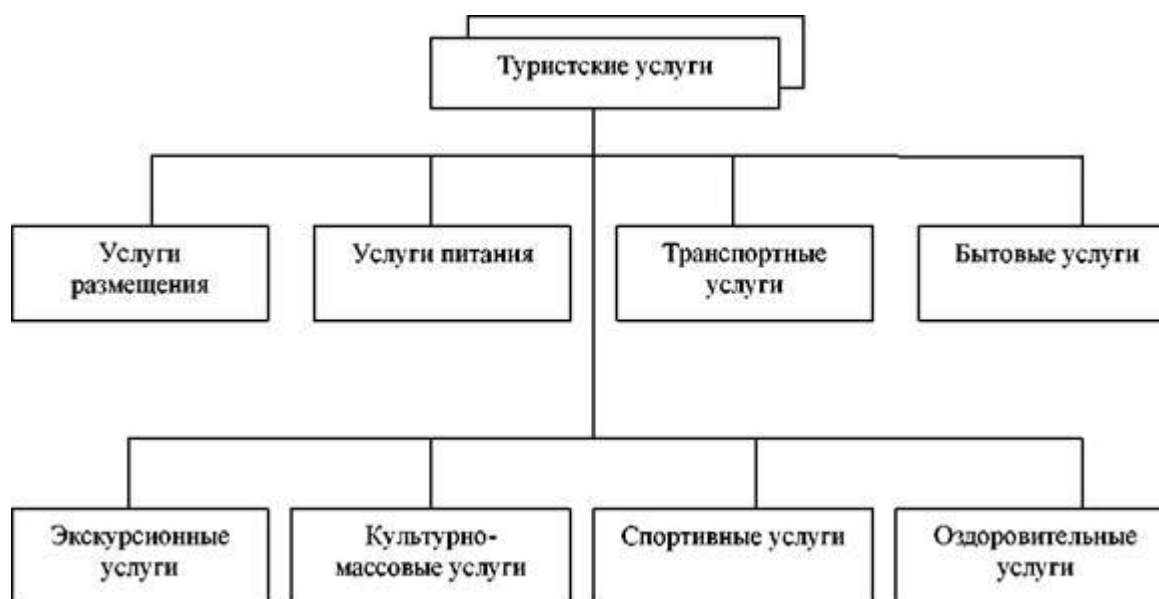 Туристские услуги
Услуги
размещения
Услуги питания
Транспортные
услуги
Бытовые услуги
Экскурсионные
услуги
Культурно-
массовые услуги
Спортивные услуги
Оздоровительные
услуги